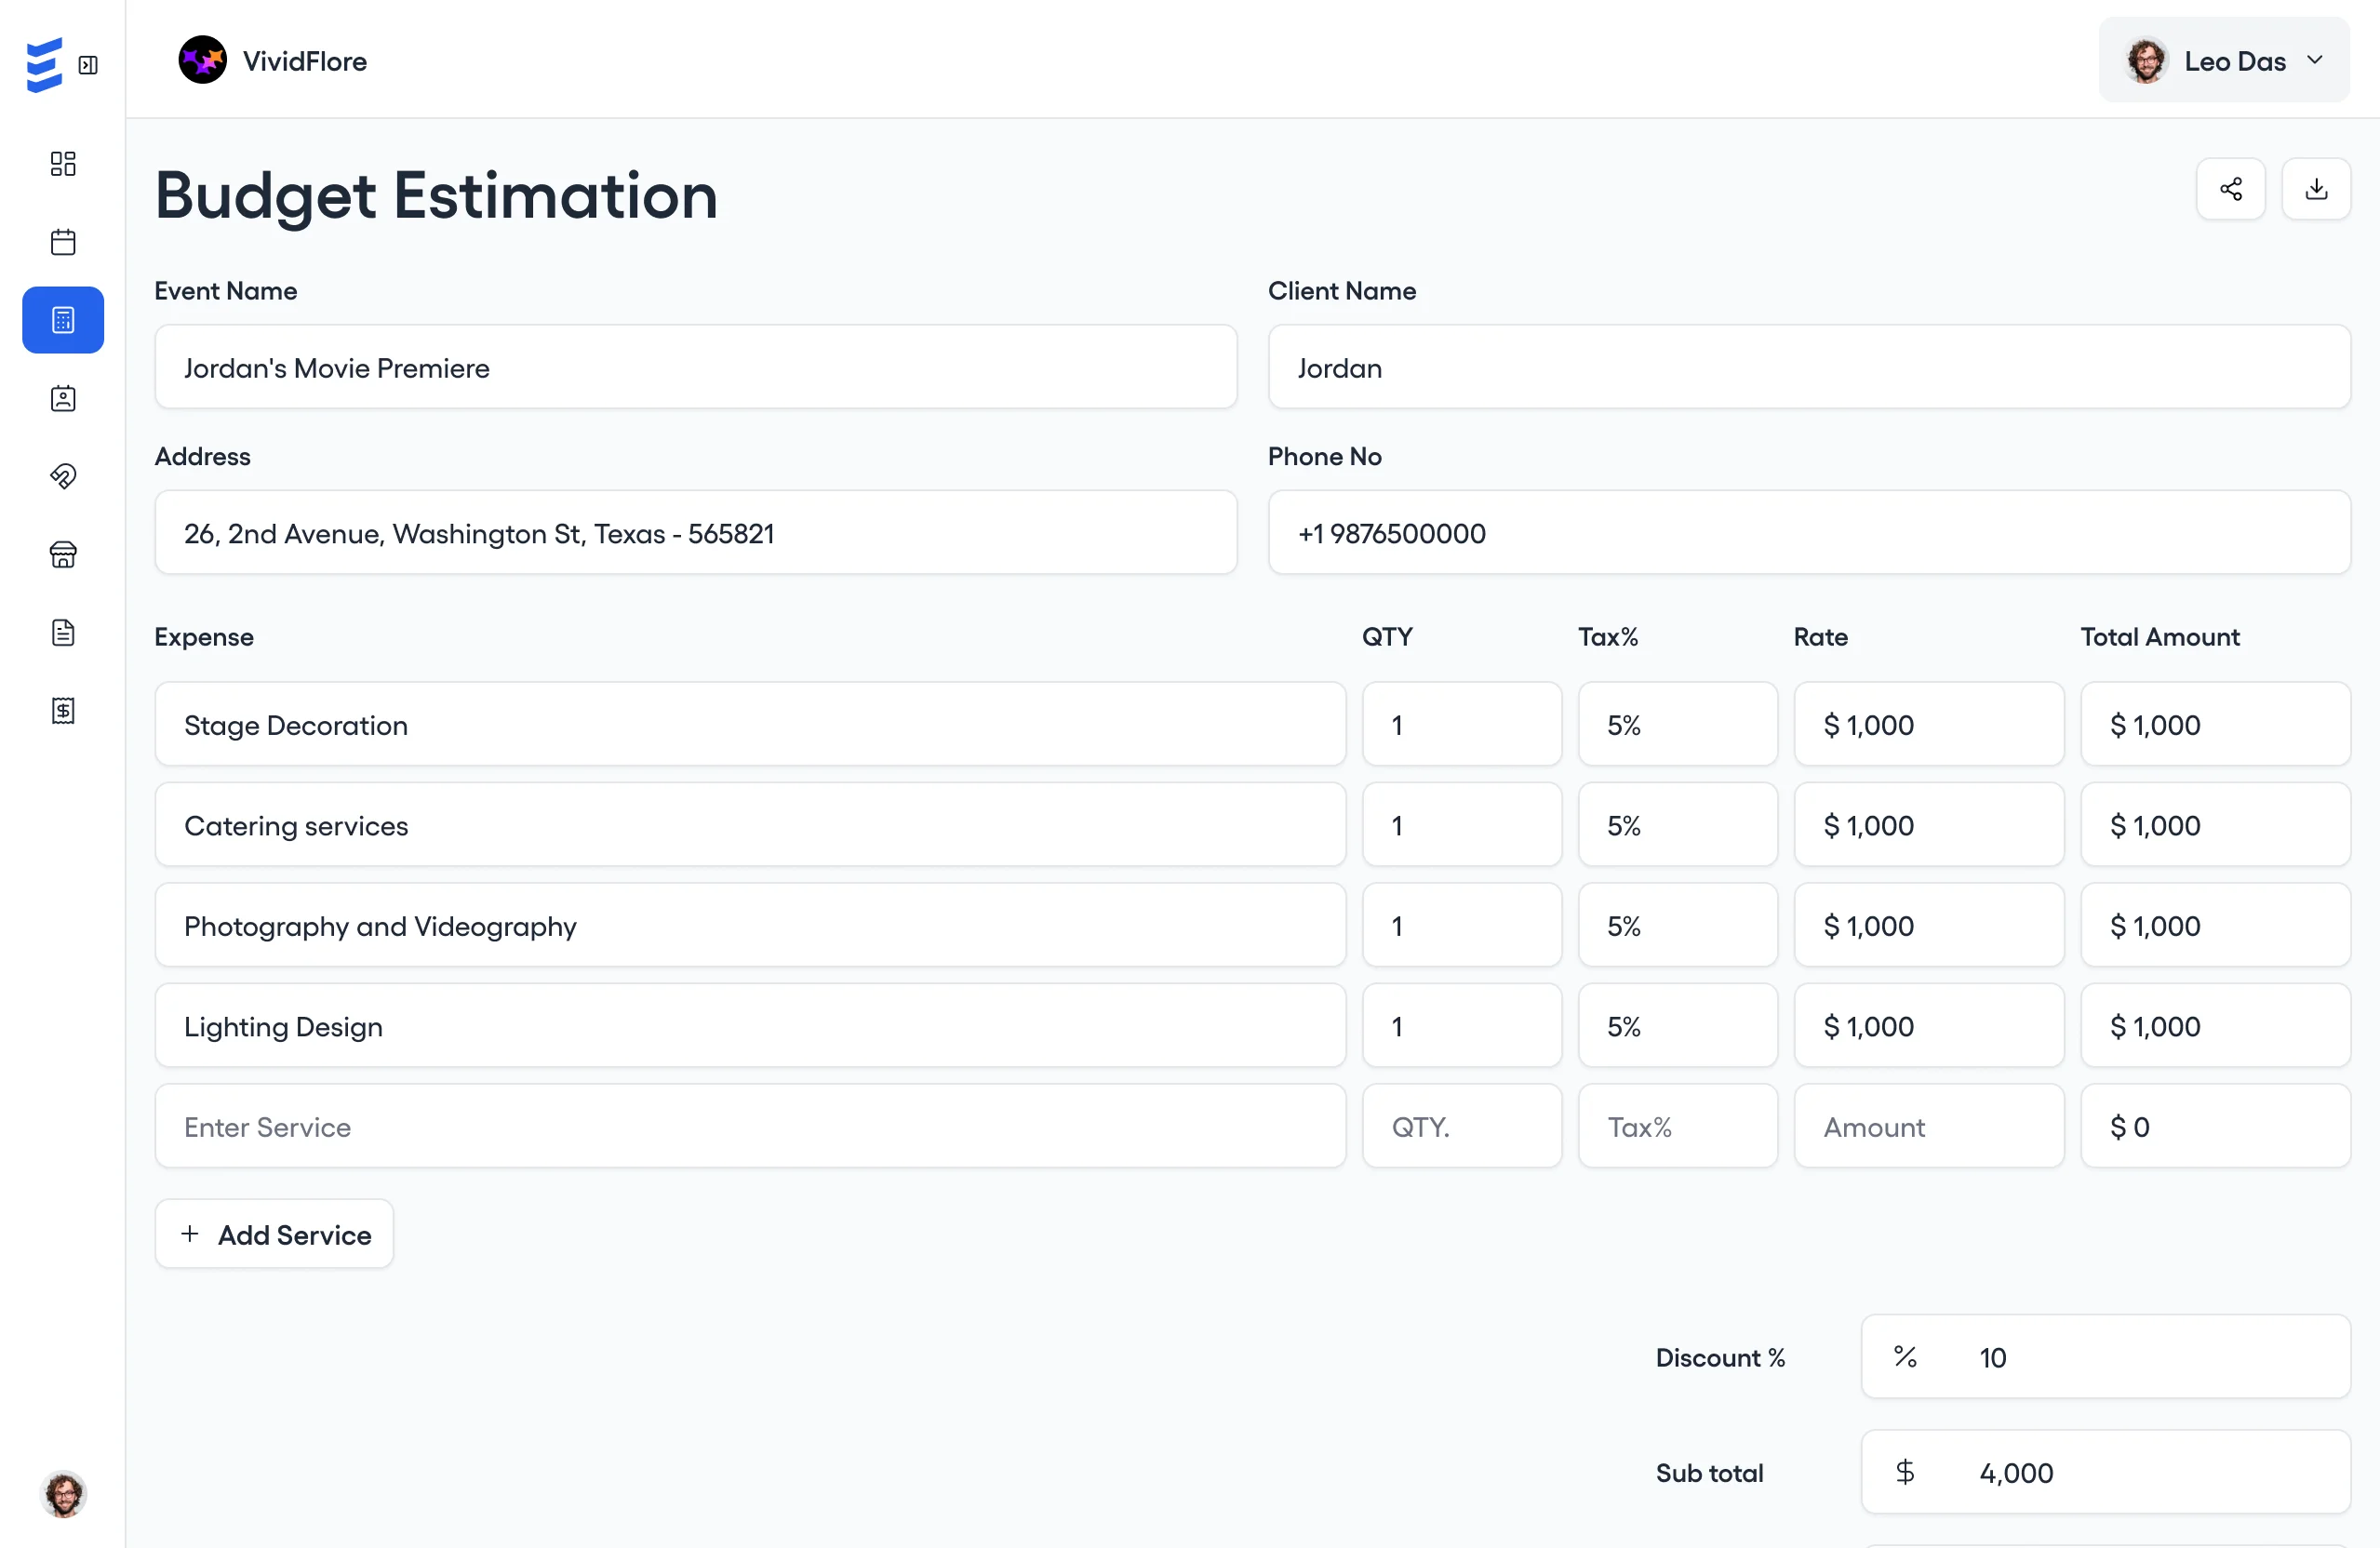 VividFlore
Leo Das
Budget Estimation
Event Name
Client Name
Jordan's Movie Premiere
Jordan
Address
Phone No
26, 2nd Avenue, Washington St, Texas - 565821
+1 9876500000
Expense QTY Tax% Rate Total Amount
Stage Decoration 1 5% $ 1,000 $ 1,000
Catering services 1 5% $ 1,000 $ 1,000
Photography and Videography 1 5% $ 1,000 $ 1,000
Lighting Design 1 5% $ 1,000 $ 1,000
Enter Service QTY. Tax% Amount $ 0
+ Add Service
Discount % % 10
Sub total $ 4,000